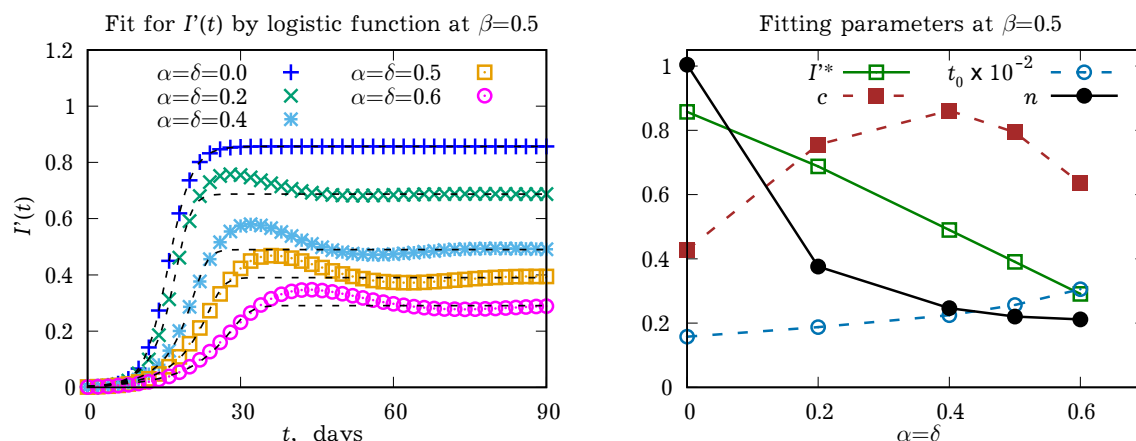 Fit for I'(t) by logistic function at β=0.5
1.2
1
0.8
0.6
0.4
0.2
0
I'(t)
α=δ=0.0
α=δ=0.2
α=δ=0.4
α=δ=0.5
α=δ=0.6
0 30 60 90
t, days
Fitting parameters at β=0.5
1
0.8
0.6
0.4
0.2
0
I'*
c
t₀ x 10⁻²
n
0 0.2 0.4 0.6
α=δ